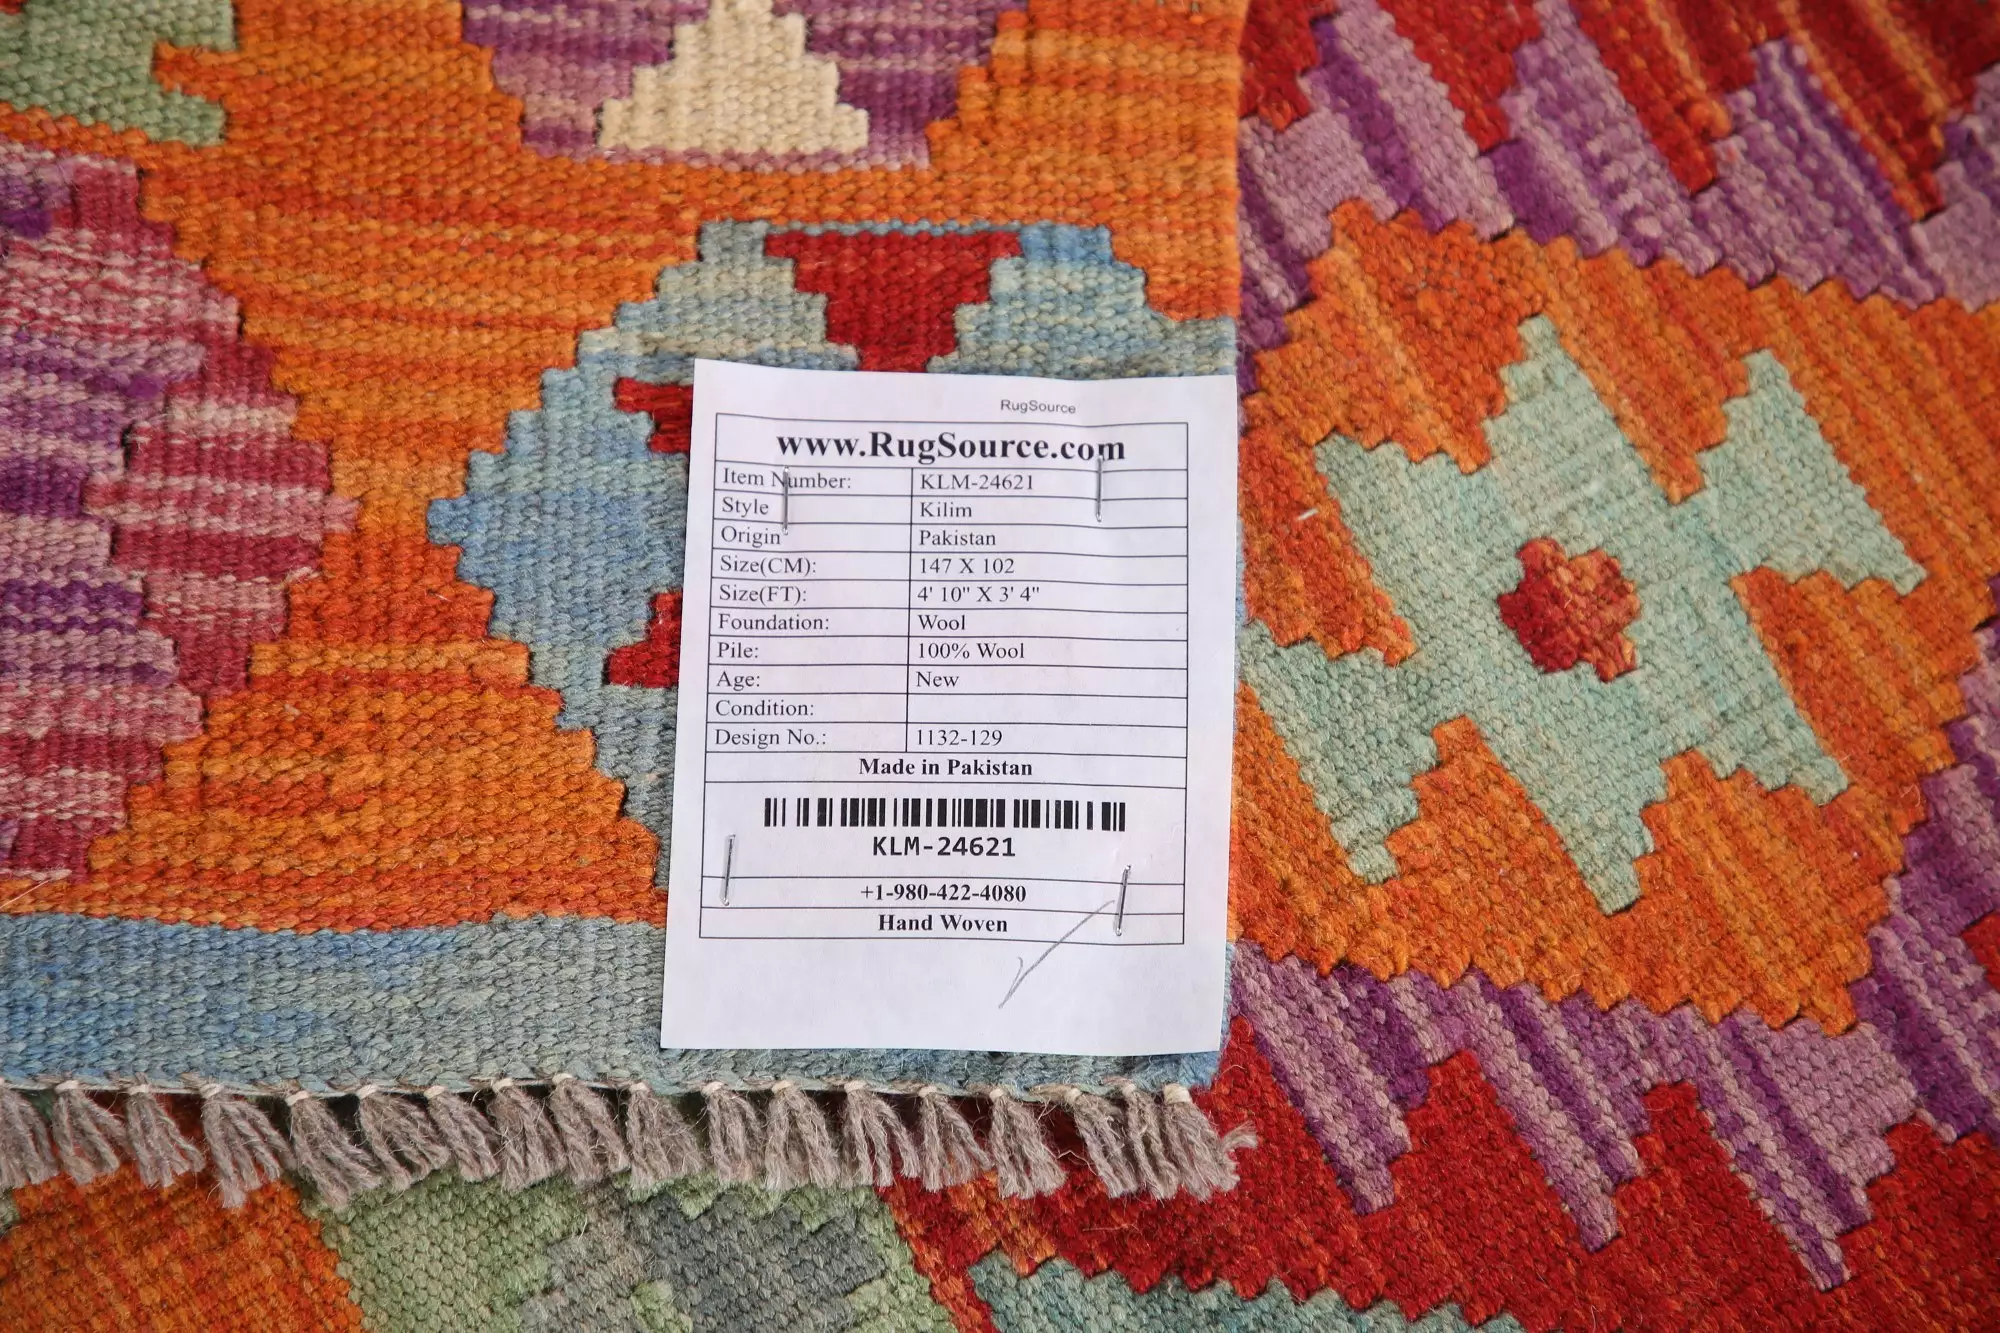 RugSource
www.RugSource.com
Item Number: KLM-24621
Style Kilim
Origin Pakistan
Size(CM): 147 X 102
Size(FT): 4' 10" X 3' 4"
Foundation: Wool
Pile: 100% Wool
Age: New
Condition:
Design No.: 1132-129
Made in Pakistan
KLM-24621
+1-980-422-4080
Hand Woven